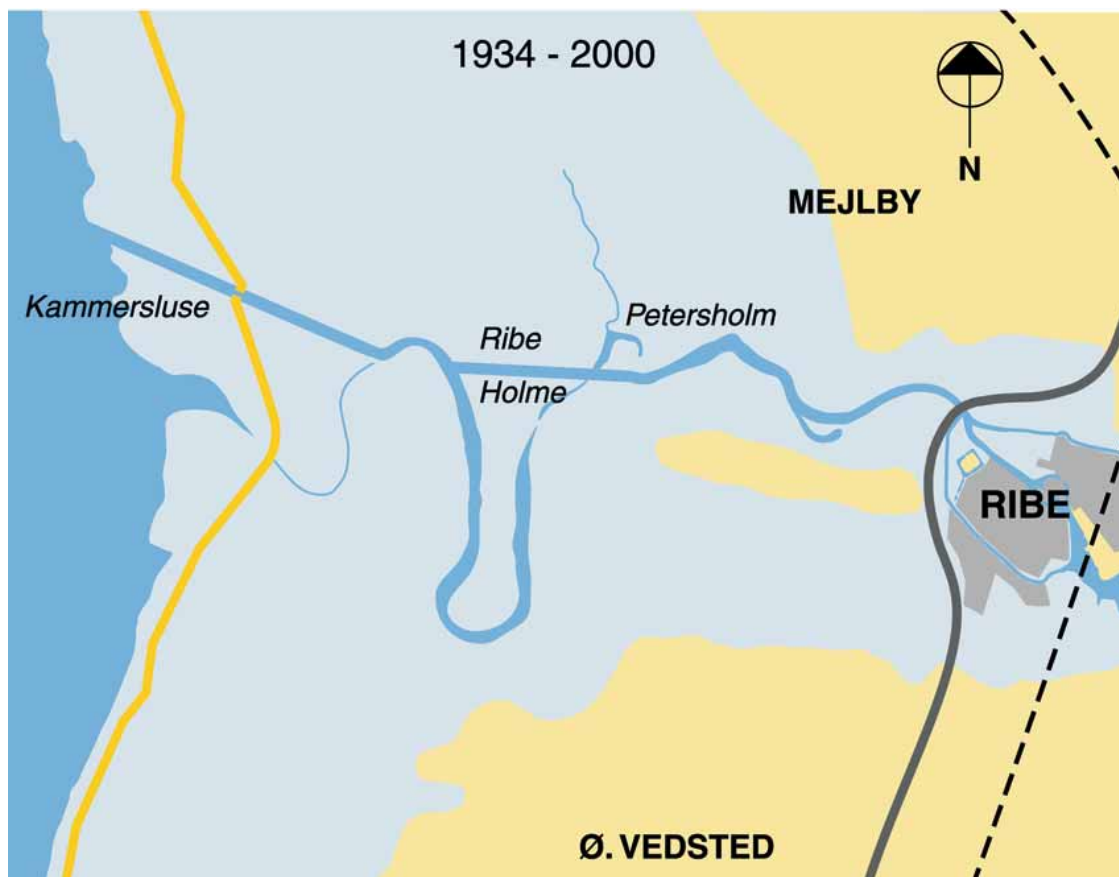 1934 - 2000
N
MEJLBY
Kammersluse
Ribe
Petersholm
Holme
RIBE
Ø. VEDSTED